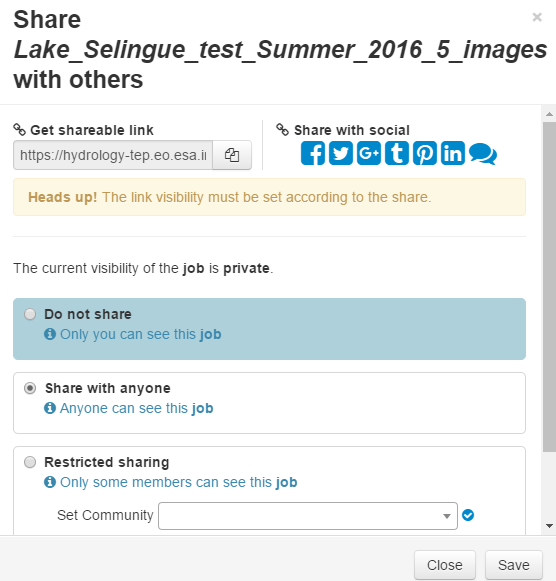 Share
Lake_Selingue_test_Summer_2016_5_images
with others
×
Get shareable link
https://hydrology-tep.eo.esa.i
Share with social
Heads up! The link visibility must be set according to the share.
The current visibility of the job is private.
Do not share
Only you can see this job
Share with anyone
Anyone can see this job
Restricted sharing
Only some members can see this job
Set Community
Close
Save